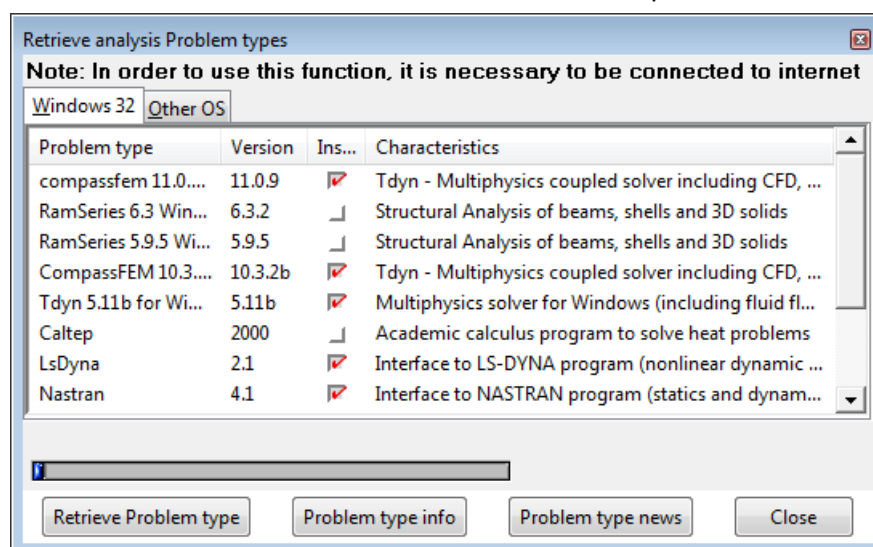 Retrieve analysis Problem types
Note: In order to use this function, it is necessary to be connected to internet
Windows 32 Other OS
Problem type Version Ins... Characteristics
compassfem 11.0.... 11.0.9 Tdyn - Multiphysics coupled solver including CFD, ...
RamSeries 6.3 Win... 6.3.2 Structural Analysis of beams, shells and 3D solids
RamSeries 5.9.5 Wi... 5.9.5 Structural Analysis of beams, shells and 3D solids
CompassFEM 10.3.... 10.3.2b Tdyn - Multiphysics coupled solver including CFD, ...
Tdyn 5.11b for Wi... 5.11b Multiphysics solver for Windows (including fluid fl...
Caltep 2000 Academic calculus program to solve heat problems
LsDyna 2.1 Interface to LS-DYNA program (nonlinear dynamic ...
Nastran 4.1 Interface to NASTRAN program (statics and dynam...
Retrieve Problem type Problem type info Problem type news Close